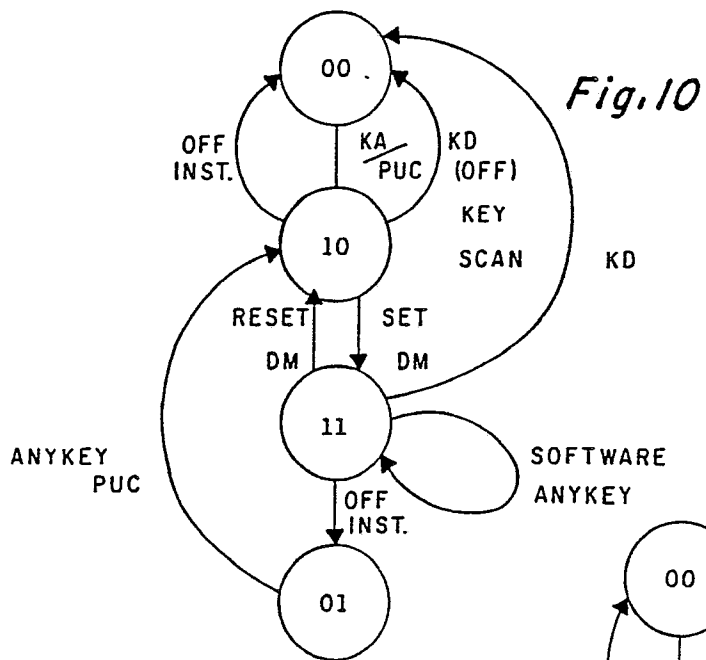 00
Fig. 10
OFF
INST.
KA
PUC
KD
(OFF)
KEY
SCAN
KD
10
RESET
DM
SET
DM
11
ANYKEY
PUC
SOFTWARE
ANYKEY
OFF
INST.
01
00